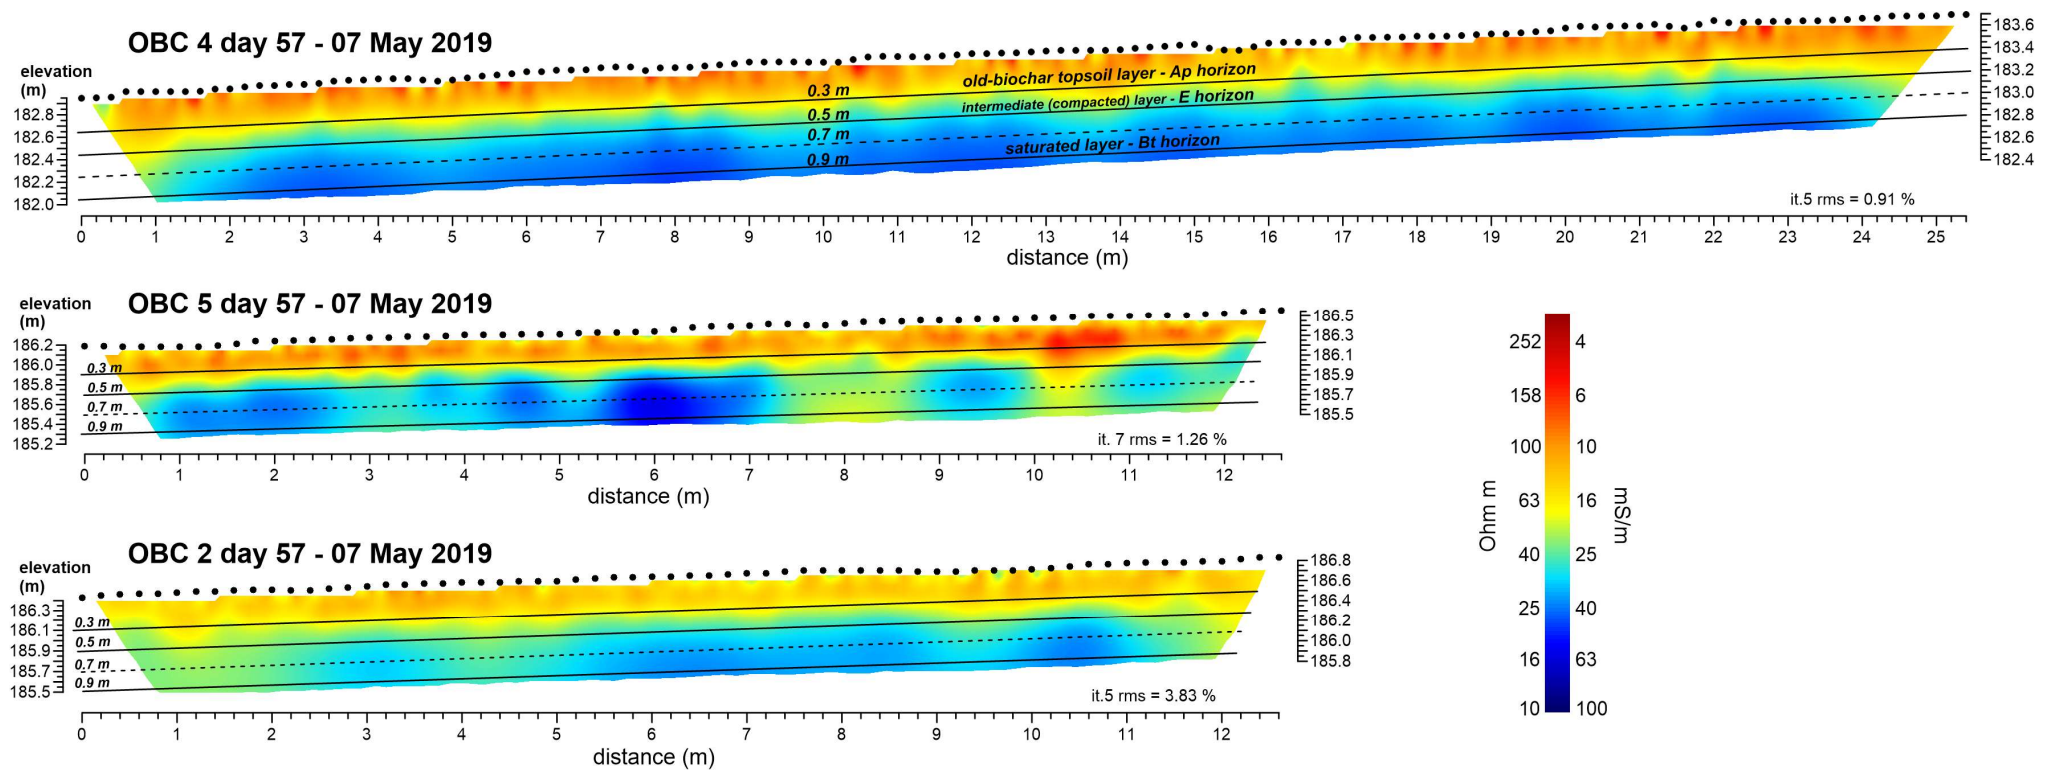 OBC 4 day 57 - 07 May 2019
elevation
(m)
182.8
182.6
182.4
182.2
182.0
183.6
183.4
183.2
183.0
182.8
182.6
182.4
old-biochar topsoil layer - Ap horizon
0.3 m
intermediate (compacted) layer - E horizon
0.5 m
0.7 m
saturated layer - Bt horizon
0.9 m
it.5 rms = 0.91 %
0 1 2 3 4 5 6 7 8 9 10 11 12 13 14 15 16 17 18 19 20 21 22 23 24 25
distance (m)
OBC 5 day 57 - 07 May 2019
elevation
(m)
186.2
186.0
185.8
185.6
185.4
185.2
0.3 m
0.5 m
0.7 m
0.9 m
186.5
186.3
186.1
185.9
185.7
185.5
it. 7 rms = 1.26 %
0 1 2 3 4 5 6 7 8 9 10 11 12
distance (m)
OBC 2 day 57 - 07 May 2019
elevation
(m)
186.3
186.1
185.9
185.7
185.5
0.3 m
0.5 m
0.7 m
0.9 m
186.8
186.6
186.4
186.2
186.0
185.8
it.5 rms = 3.83 %
0 1 2 3 4 5 6 7 8 9 10 11 12
distance (m)
252 4
158 6
100 10
63 16
40 25
25 40
16 63
10 100
Ohm m
mS/m